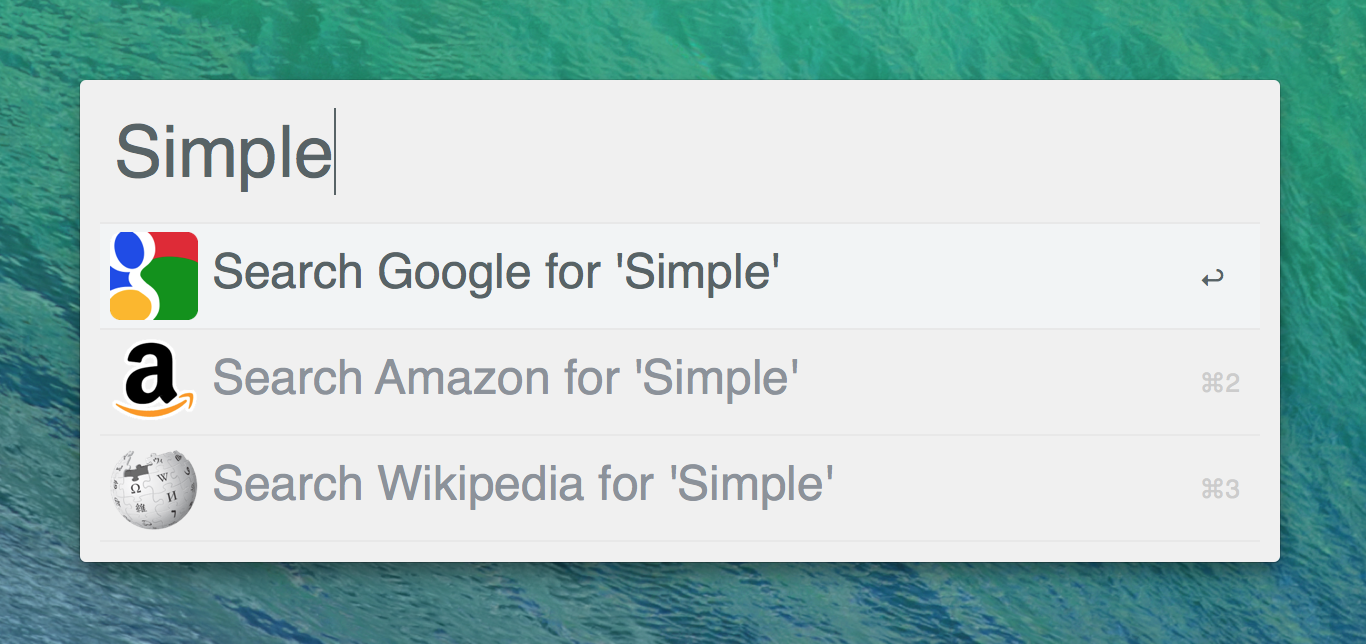 Simple
Search Google for 'Simple' ↩
Search Amazon for 'Simple' ⌘2
Search Wikipedia for 'Simple' ⌘3